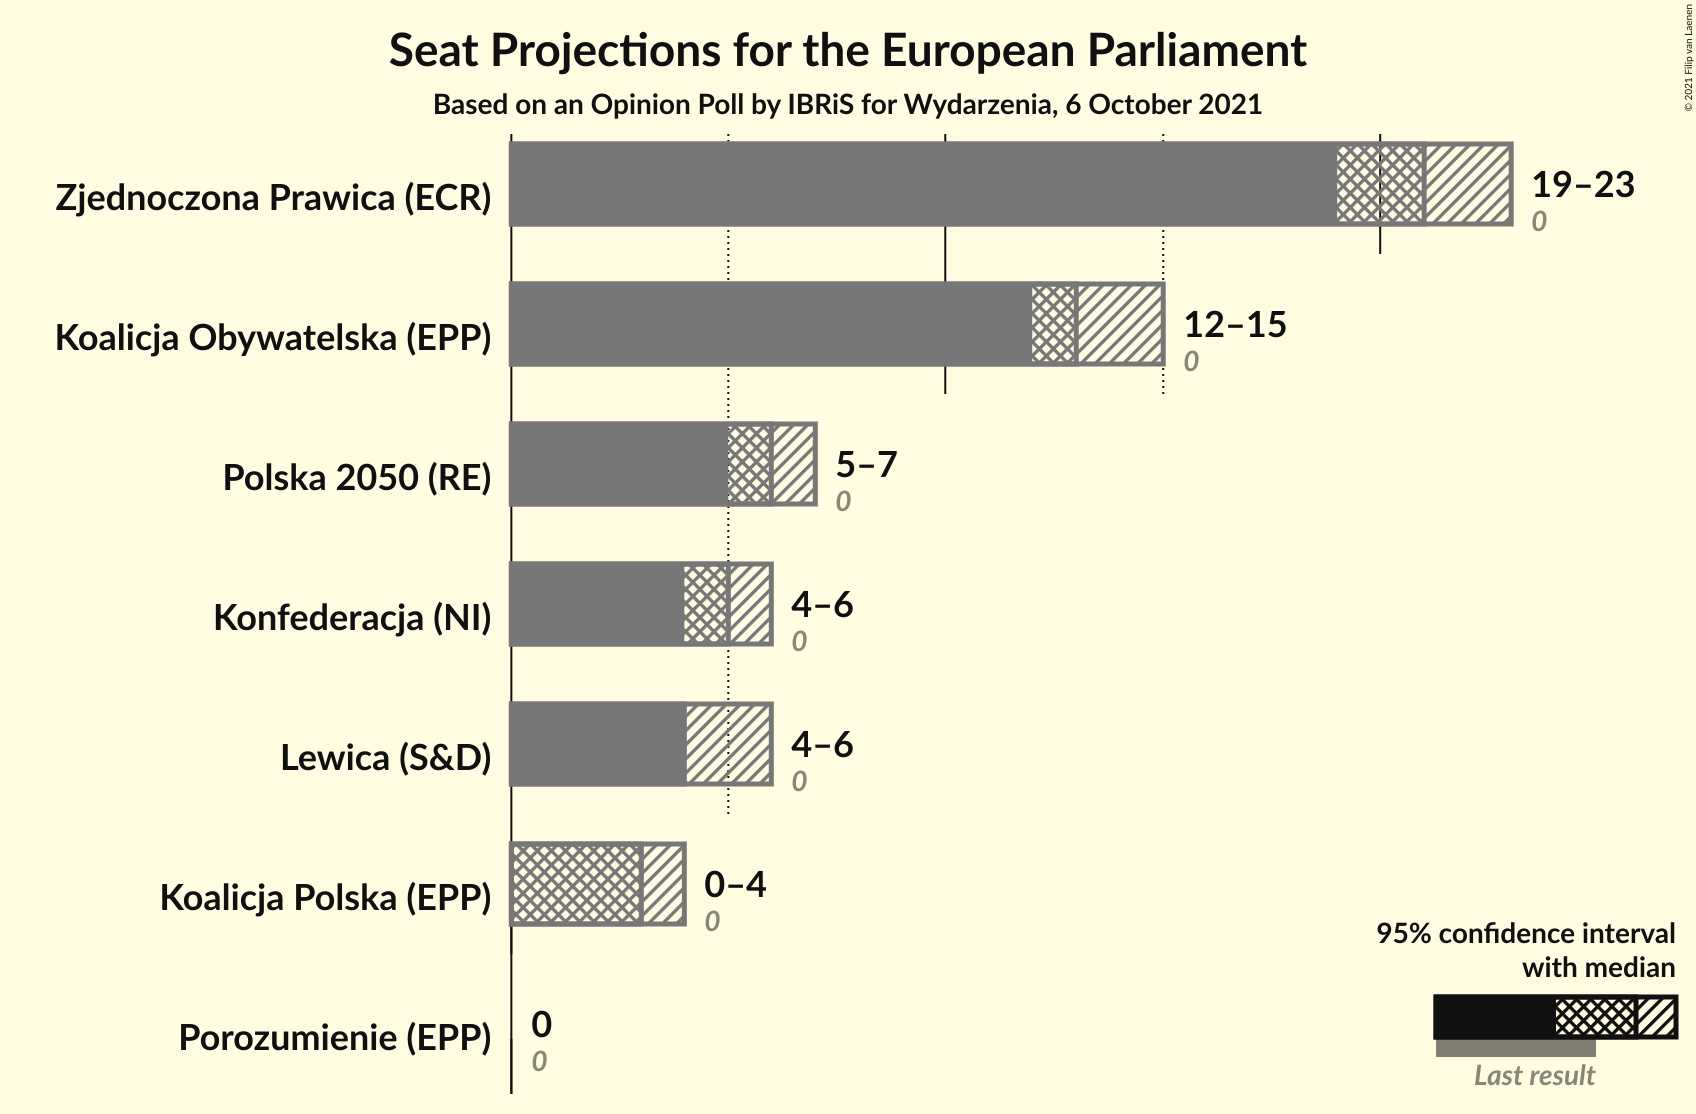 Seat Projections for the European Parliament
Based on an Opinion Poll by IBRiS for Wydarzenia, 6 October 2021
© 2021 Filip van Laenen
Zjednoczona Prawica (ECR)
19–23
0
Koalicja Obywatelska (EPP)
12–15
0
Polska 2050 (RE)
5–7
0
Konfederacja (NI)
4–6
0
Lewica (S&D)
4–6
0
Koalicja Polska (EPP)
0–4
0
Porozumienie (EPP)
0
0
95% confidence interval
with median
Last result